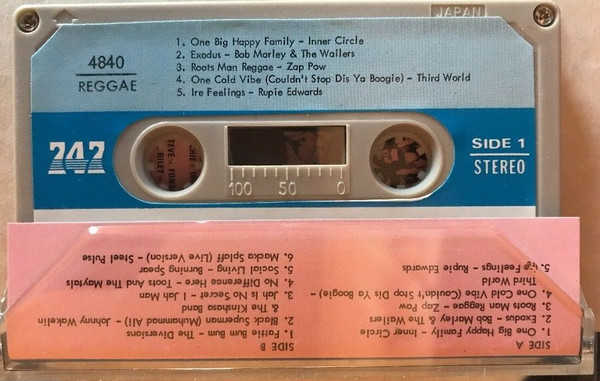 JAPAN
4840
REGGAE
1. One Big Happy Family – Inner Circle
2. Exodus – Bob Marley & The Wailers
3. Roots Man Reggae – Zap Pow
4. One Cold Vibe (Couldn't Stop Dis Ya Boogie) – Third World
5. Ire Feelings – Rupie Edwards
747
SIDE 1
STEREO
100 50 0
SIDE A
1. One Big Happy Family – Inner Circle
2. Exodus – Bob Marley & The Wailers
3. Roots Man Reggae – Zap Pow
4. One Cold Vibe (Couldn't Stop Dis Ya Boogie) –
Third World
5. Ire Feelings – Rupie Edwards
SIDE B
1. Fattie Bum Bum – The Diversions
2. Black Superman (Muhammad Ali) – Johnny Wakelin
& The Kinshasa Band
3. Jah Is No Secret – I Jah Man
4. No Difference Here – Toots And The Maytals
5. Social Living – Burning Spear
6. Macka Splaff (Live Version) – Steel Pulse